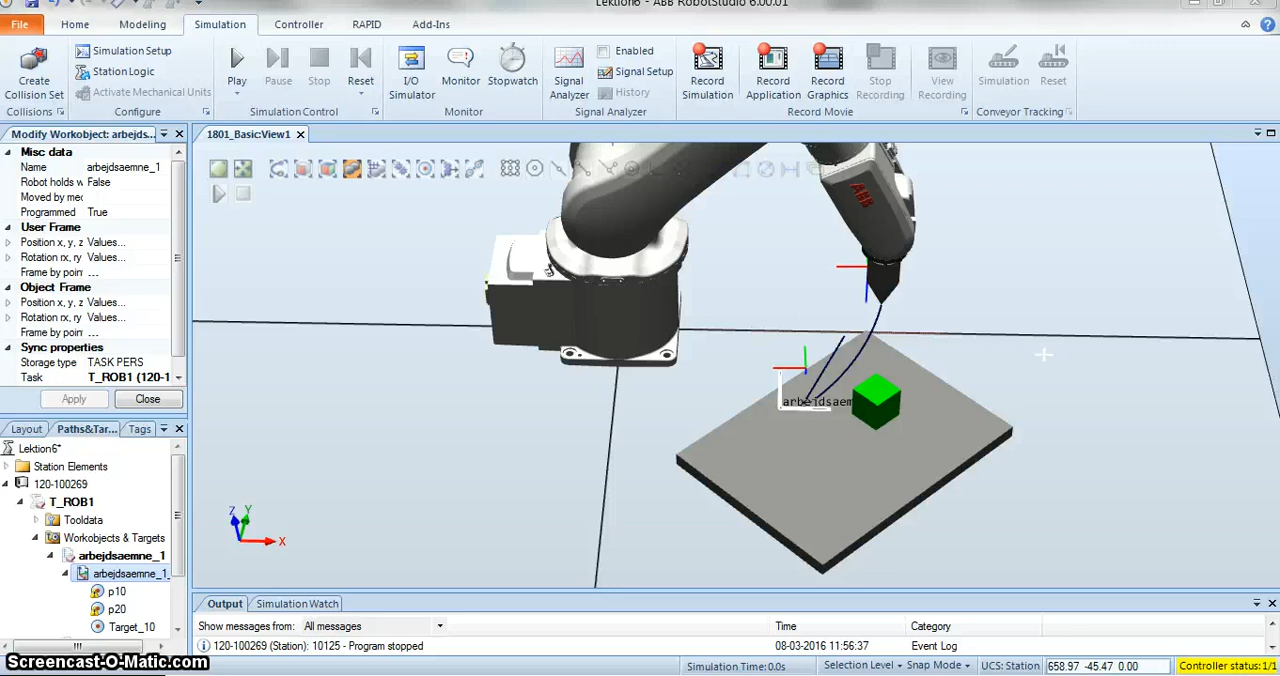 Lektion6* - ABB RobotStudio 6.00.01
File Home Modeling Simulation Controller RAPID Add-Ins
Create Collision Set
Collisions
Simulation Setup
Station Logic
Activate Mechanical Units
Configure
Play Pause Stop Reset
Simulation Control
I/O Simulator
Monitor
Stopwatch
Monitor
Signal Analyzer
Enabled
Signal Setup
History
Signal Analyzer
Record Simulation
Record Application
Record Graphics
Stop Recording
View Recording
Record Movie
Simulation Reset
Conveyor Tracking
Modify Workobject: arbejds...
1801_Basic:View1
Misc data
Name arbejdsaemne_1
Robot holds w False
Moved by mec
Programmed True
User Frame
Position x, y, z Values...
Rotation rx, ry Values...
Frame by poin ...
Object Frame
Position x, y, z Values...
Rotation rx, ry Values...
Frame by poin ...
Sync properties
Storage type TASK PERS
Task T_ROB1 (120-1
Apply Close
Layout Paths&Tar... Tags
Lektion6*
Station Elements
120-100269
T_ROB1
Tooldata
Workobjects & Targets
arbejdsaemne_1
arbejdsaemne_1_
p10
p20
Target_10
ABB
arbejdsaem
Z Y
X
Output Simulation Watch
Show messages from: All messages Time Category
120-100269 (Station): 10125 - Program stopped 08-03-2016 11:56:37 Event Log
Simulation Time: 0.0s Selection Level Snap Mode UCS: Station 658.97 -45.47 0.00 Controller status: 1/1
Screencast-O-Matic.com